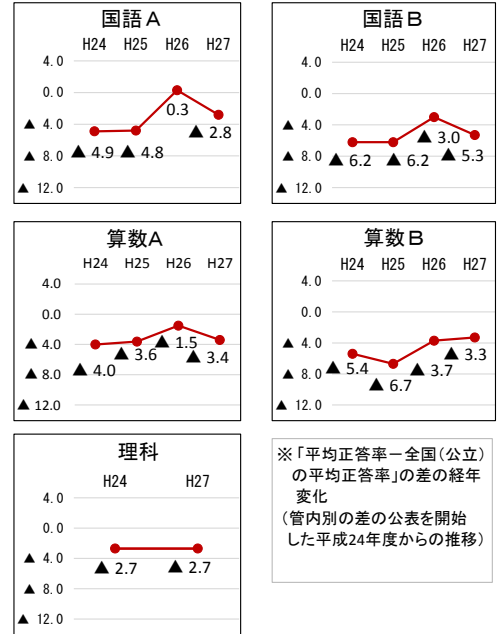 国語A
H24 H25 H26 H27
4.0
0.0
▲ 4.0
▲ 8.0
▲ 12.0
▲ 4.9
▲ 4.8
0.3
▲ 2.8
国語B
H24 H25 H26 H27
4.0
0.0
▲ 4.0
▲ 8.0
▲ 12.0
▲ 6.2
▲ 6.2
▲ 3.0
▲ 5.3
算数A
H24 H25 H26 H27
4.0
0.0
▲ 4.0
▲ 8.0
▲ 12.0
▲ 4.0
▲ 3.6
▲ 1.5
▲ 3.4
算数B
H24 H25 H26 H27
4.0
0.0
▲ 4.0
▲ 8.0
▲ 12.0
▲ 5.4
▲ 6.7
▲ 3.7
▲ 3.3
理科
H24 H27
4.0
0.0
▲ 4.0
▲ 8.0
▲ 12.0
▲ 2.7
▲ 2.7
※「平均正答率－全国(公立)
の平均正答率」の差の経年
変化
(管内別の差の公表を開始
した平成24年度からの推移)